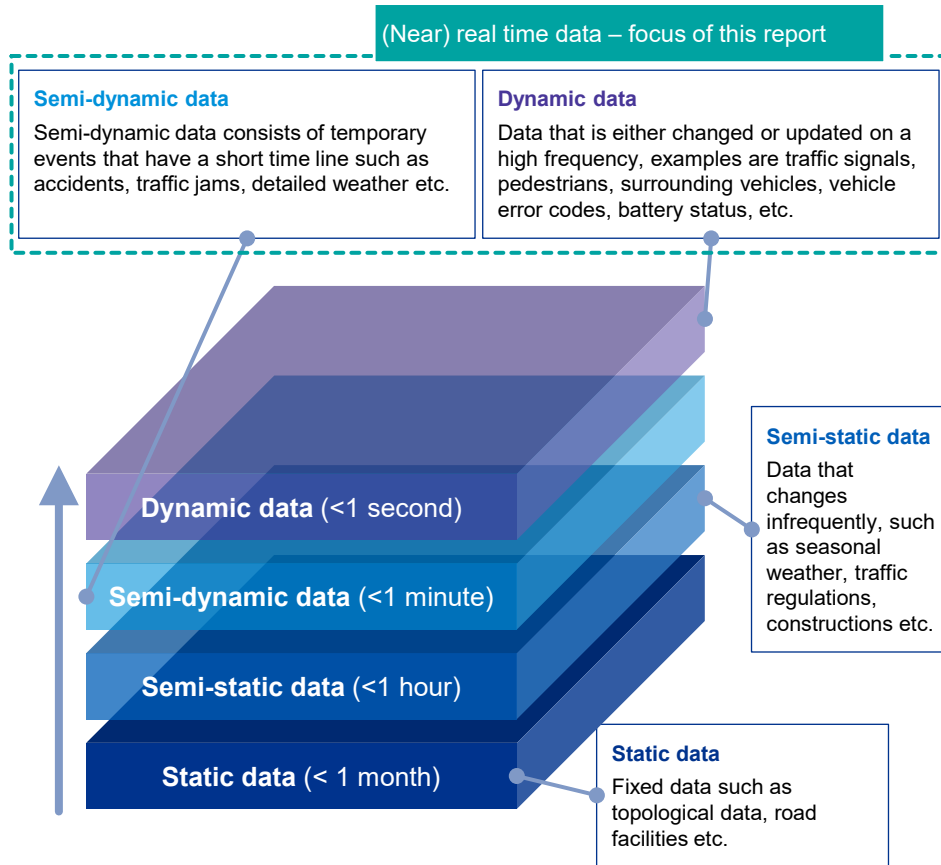 (Near) real time data – focus of this report
Semi-dynamic data
Semi-dynamic data consists of temporary
events that have a short time line such as
accidents, traffic jams, detailed weather etc.
Dynamic data
Data that is either changed or updated on a
high frequency, examples are traffic signals,
pedestrians, surrounding vehicles, vehicle
error codes, battery status, etc.
Dynamic data (<1 second)
Semi-dynamic data (<1 minute)
Semi-static data (<1 hour)
Static data (< 1 month)
Semi-static data
Data that
changes
infrequently, such
as seasonal
weather, traffic
regulations,
constructions etc.
Static data
Fixed data such as
topological data, road
facilities etc.